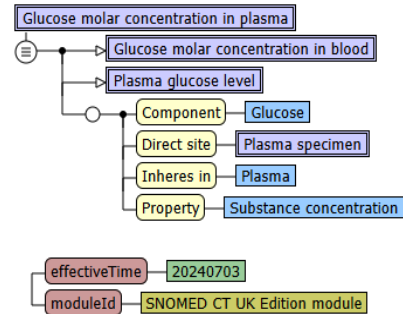 Glucose molar concentration in plasma
Glucose molar concentration in blood
Plasma glucose level
Component Glucose
Direct site Plasma specimen
Inheres in Plasma
Property Substance concentration
effectiveTime 20240703
moduleId SNOMED CT UK Edition module